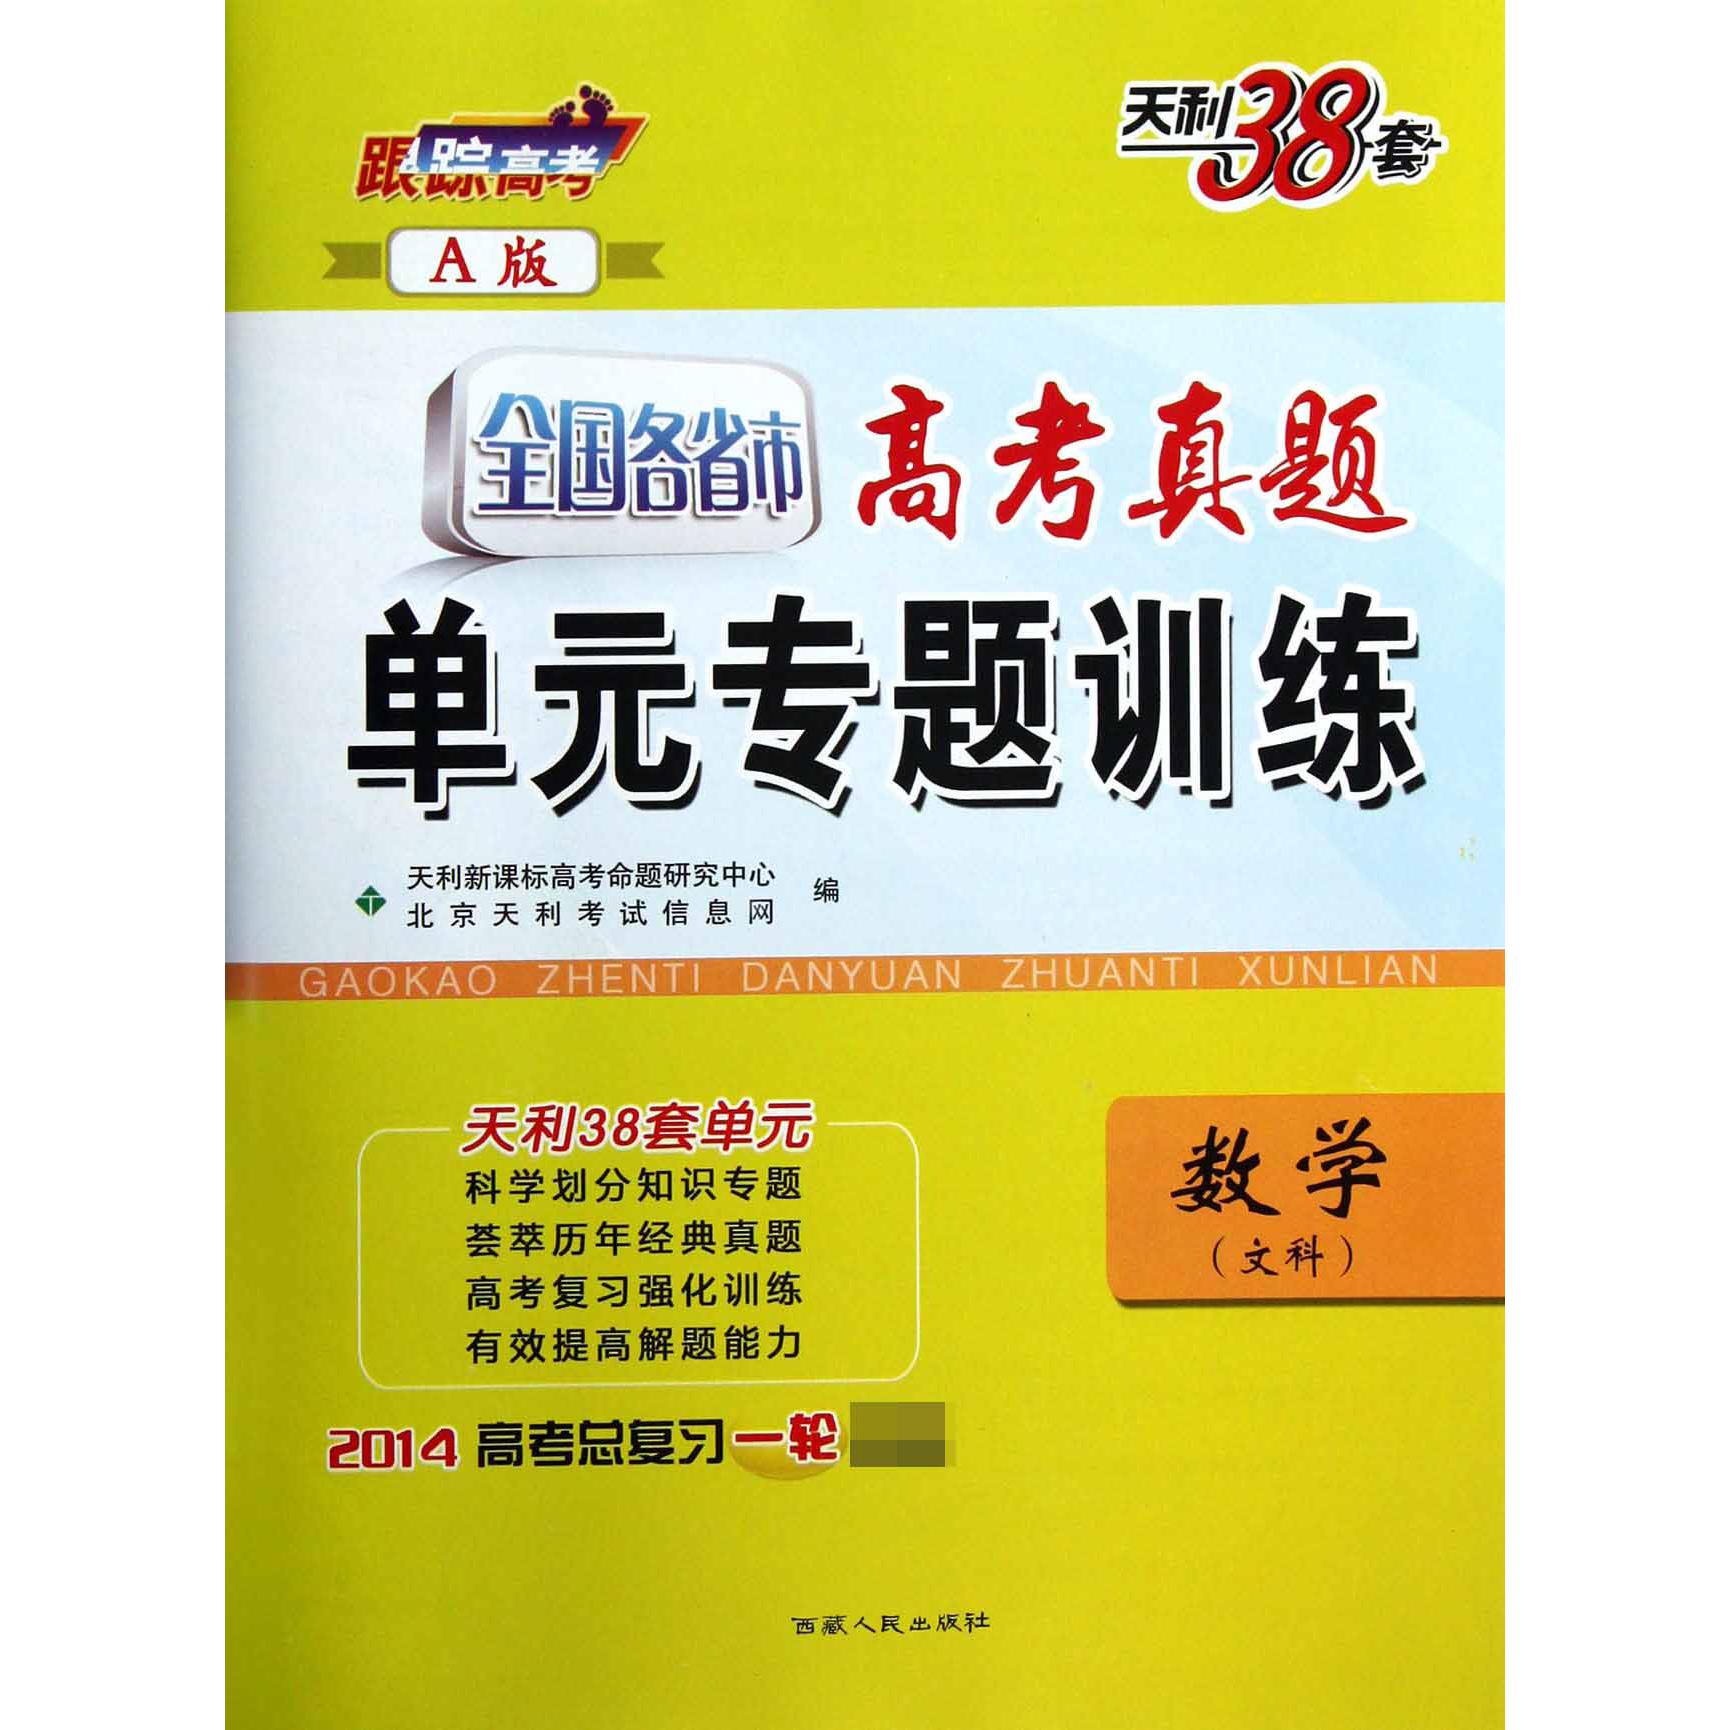 跟踪高考
天利38套
A版
全国各省市 高考真题
单元专题训练
天利新课标高考命题研究中心
北京天利考试信息网
编
GAOKAO ZHENTI DANYUAN ZHUANTI XUNLIAN
天利38套单元
科学划分知识专题
荟萃历年经典真题
高考复习强化训练
有效提高解题能力
数学
(文科)
2014高考总复习一轮
西藏人民出版社